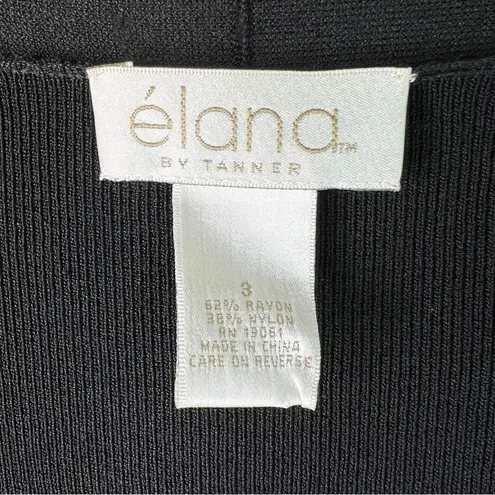 élana™
BY TANNER
3
62% RAYON
38% NYLON
RN 19061
MADE IN CHINA
CARE ON REVERSE